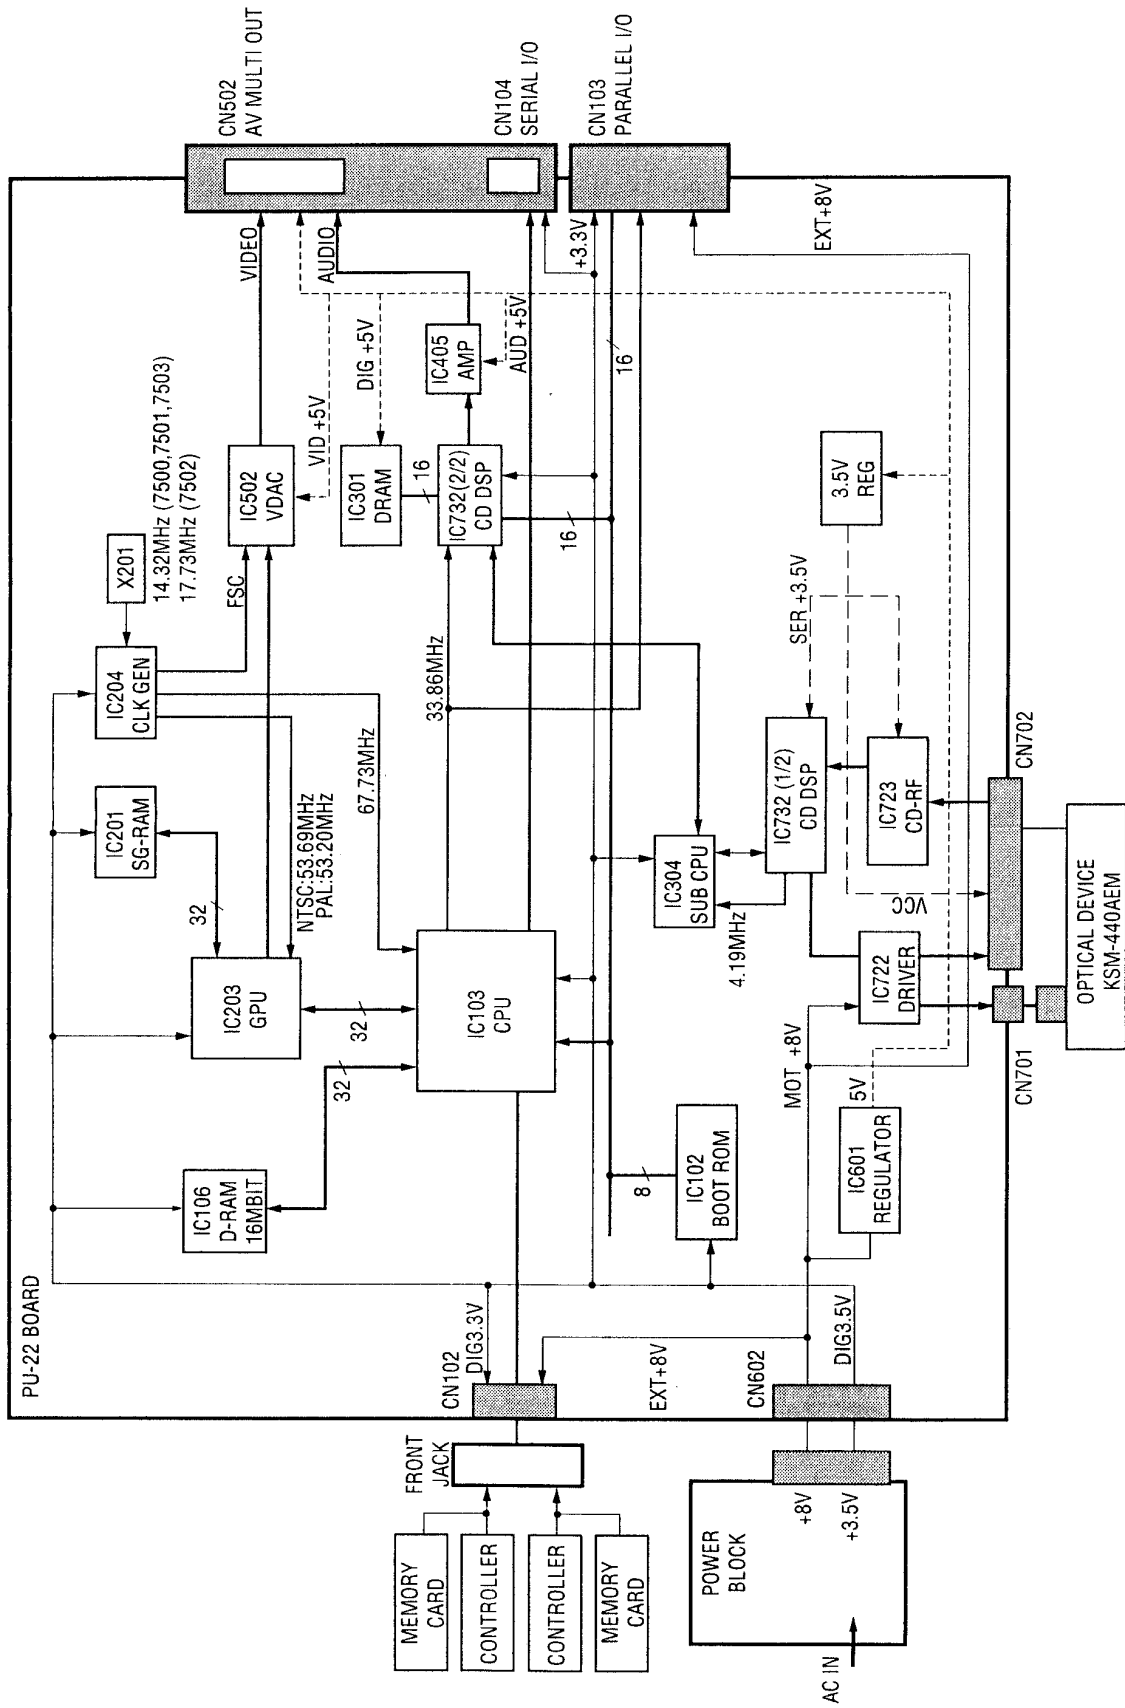 PU-22 BOARD
CN502
AV MULTI OUT
CN104
SERIAL I/O
CN103
PARALLEL I/O
VIDEO
AUDIO
+3.3V
EXT+8V
14.32MHz (7500,7501,7503)
17.73MHz (7502)
X201
IC204
CLK GEN
FSC
IC502
VDAC
VID +5V
DIG +5V
IC301
DRAM
16
IC405
AMP
AUD +5V
IC732(2/2)
CD DSP
16
16
IC201
SG-RAM
32
NTSC:53.69MHz
PAL:53.20MHz
67.73MHz
33.86MHz
IC203
GPU
32
IC103
CPU
32
IC106
D-RAM
16MBIT
3.5V
REG
SER +3.5V
IC304
SUB CPU
4.19MHz
IC732 (1/2)
CD DSP
IC723
CD-RF
VCC
IC722
DRIVER
MOT +8V
5V
IC601
REGULATOR
8
IC102
BOOT ROM
CN702
CN701
OPTICAL DEVICE
KSM-440AEM
DIG3.3V
CN102
EXT+8V
CN602
DIG3.5V
FRONT
JACK
MEMORY
CARD
CONTROLLER
CONTROLLER
MEMORY
CARD
POWER
BLOCK
+8V
+3.5V
AC IN